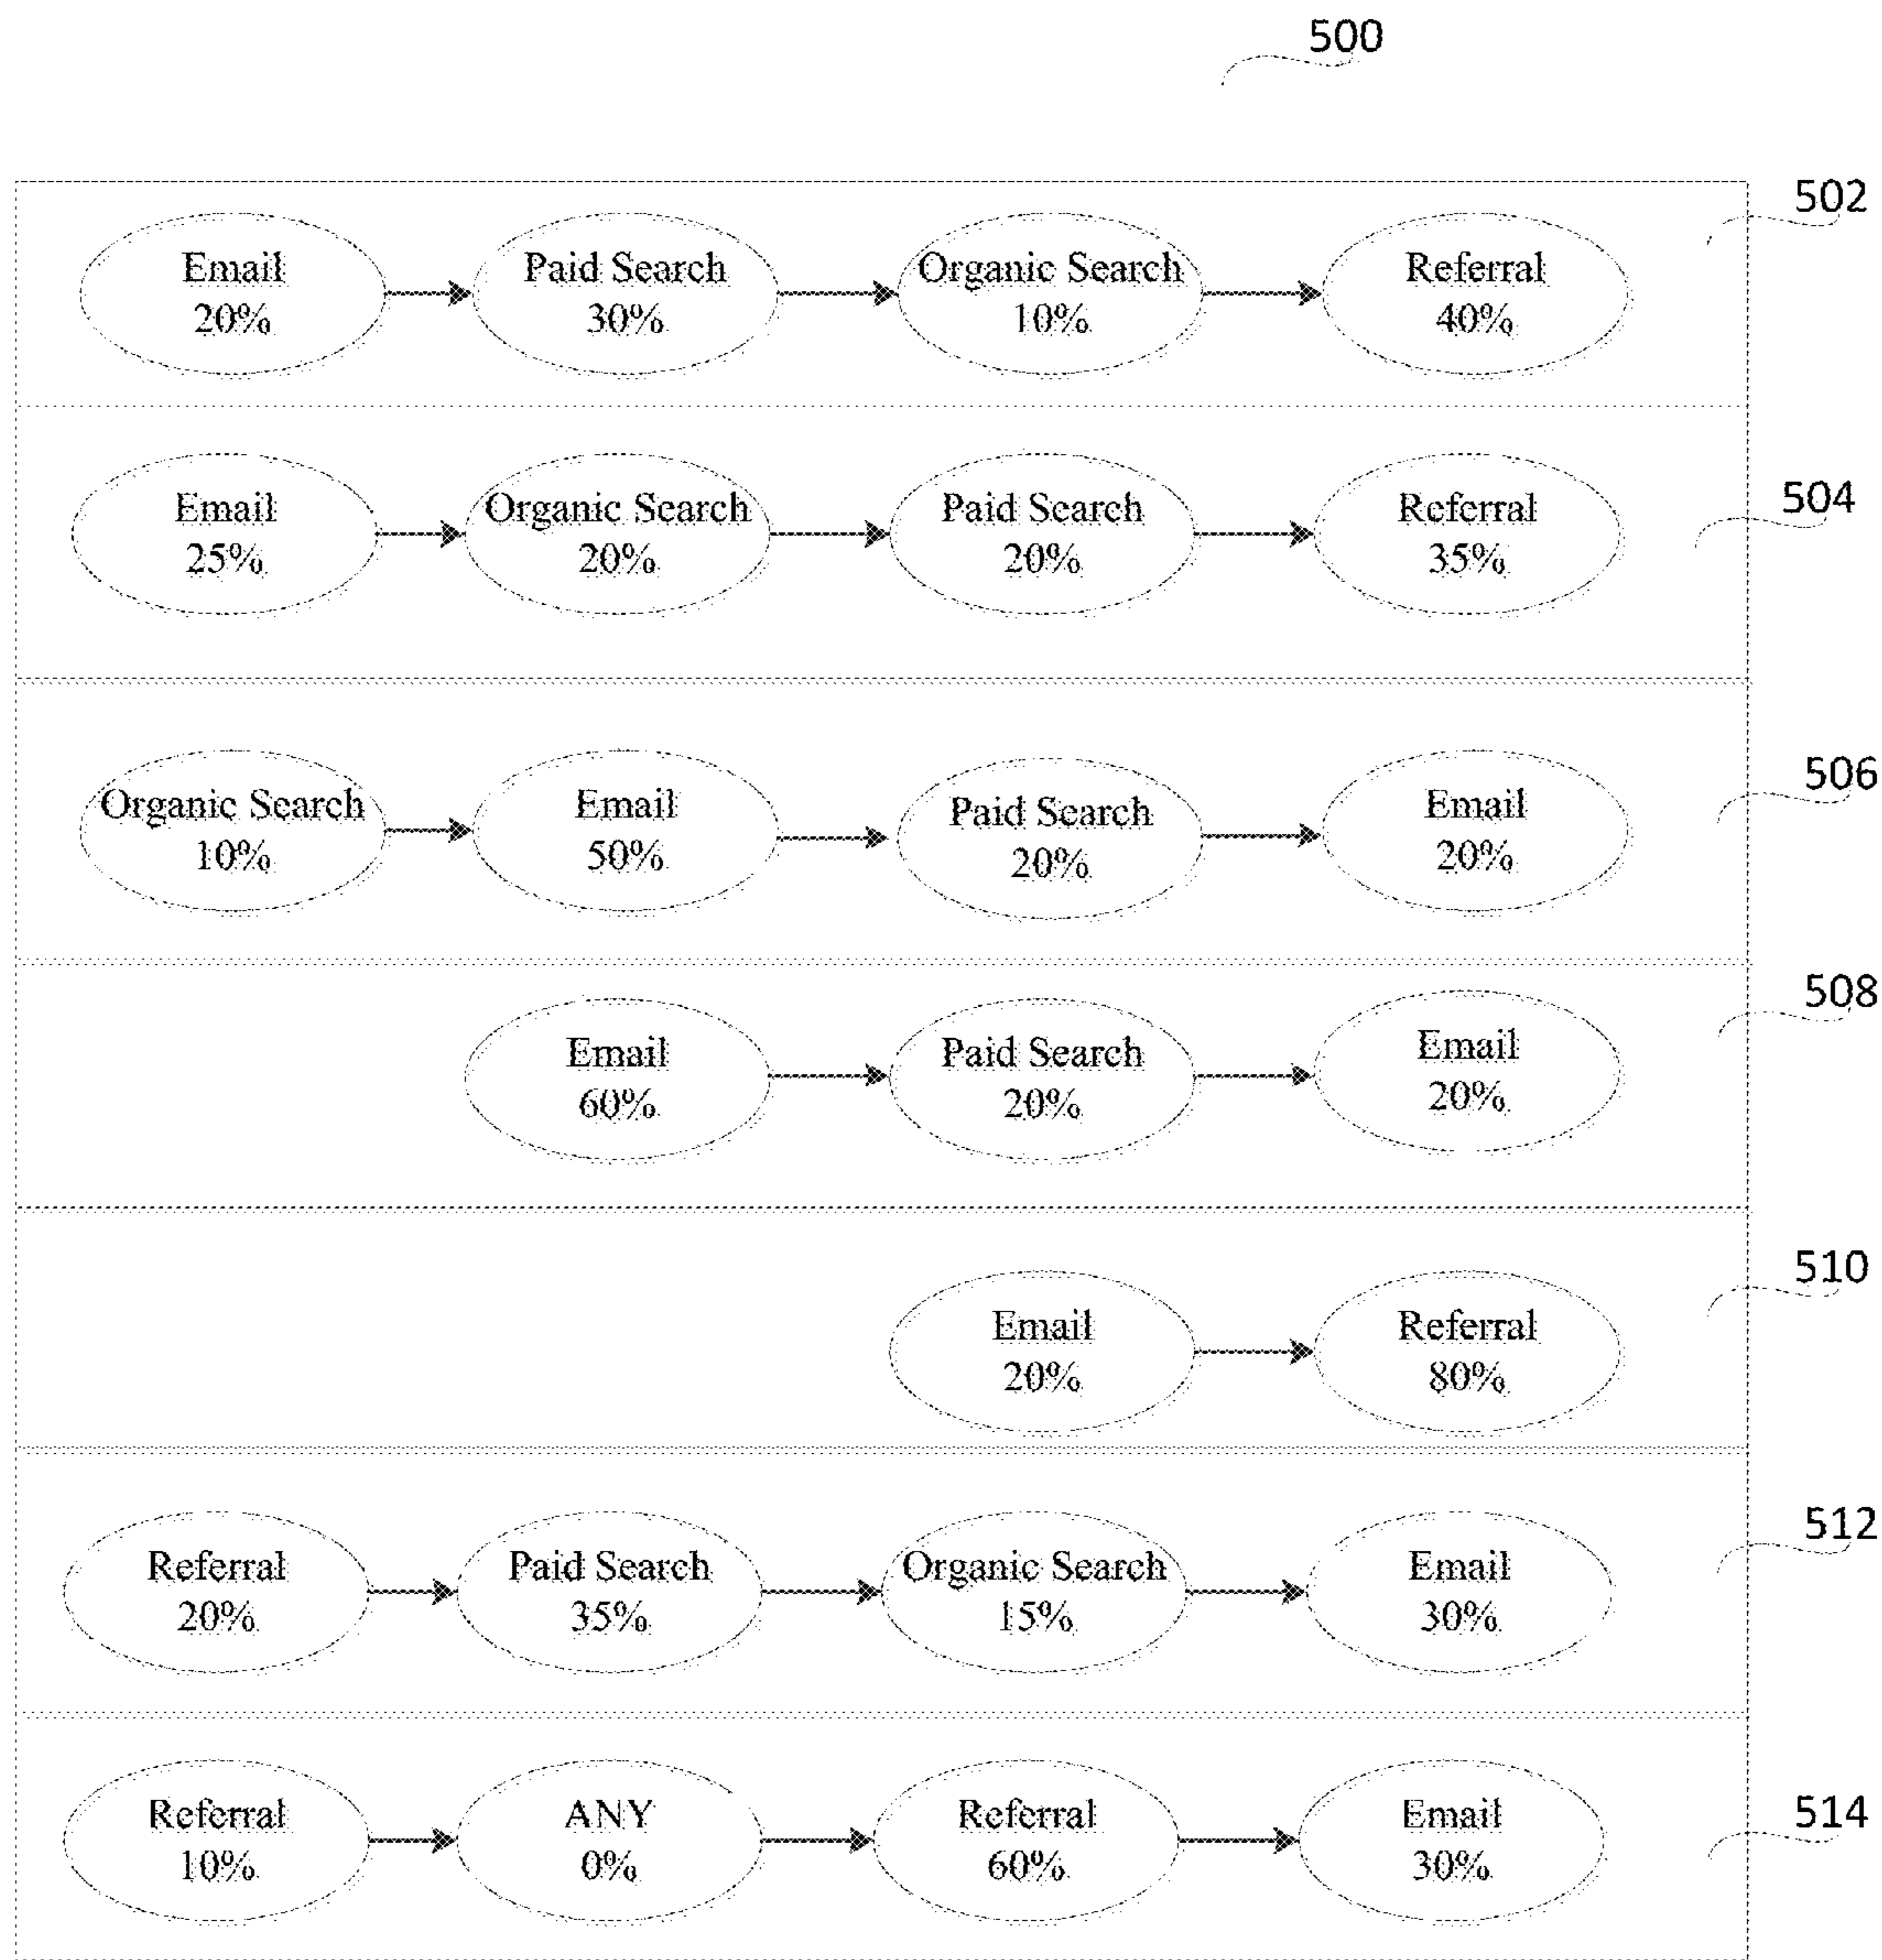 500
502
Email
20%
Paid Search
30%
Organic Search
10%
Referral
40%
504
Email
25%
Organic Search
20%
Paid Search
20%
Referral
35%
506
Organic Search
10%
Email
50%
Paid Search
20%
Email
20%
508
Email
60%
Paid Search
20%
Email
20%
510
Email
20%
Referral
80%
512
Referral
20%
Paid Search
35%
Organic Search
15%
Email
30%
514
Referral
10%
ANY
0%
Referral
60%
Email
30%